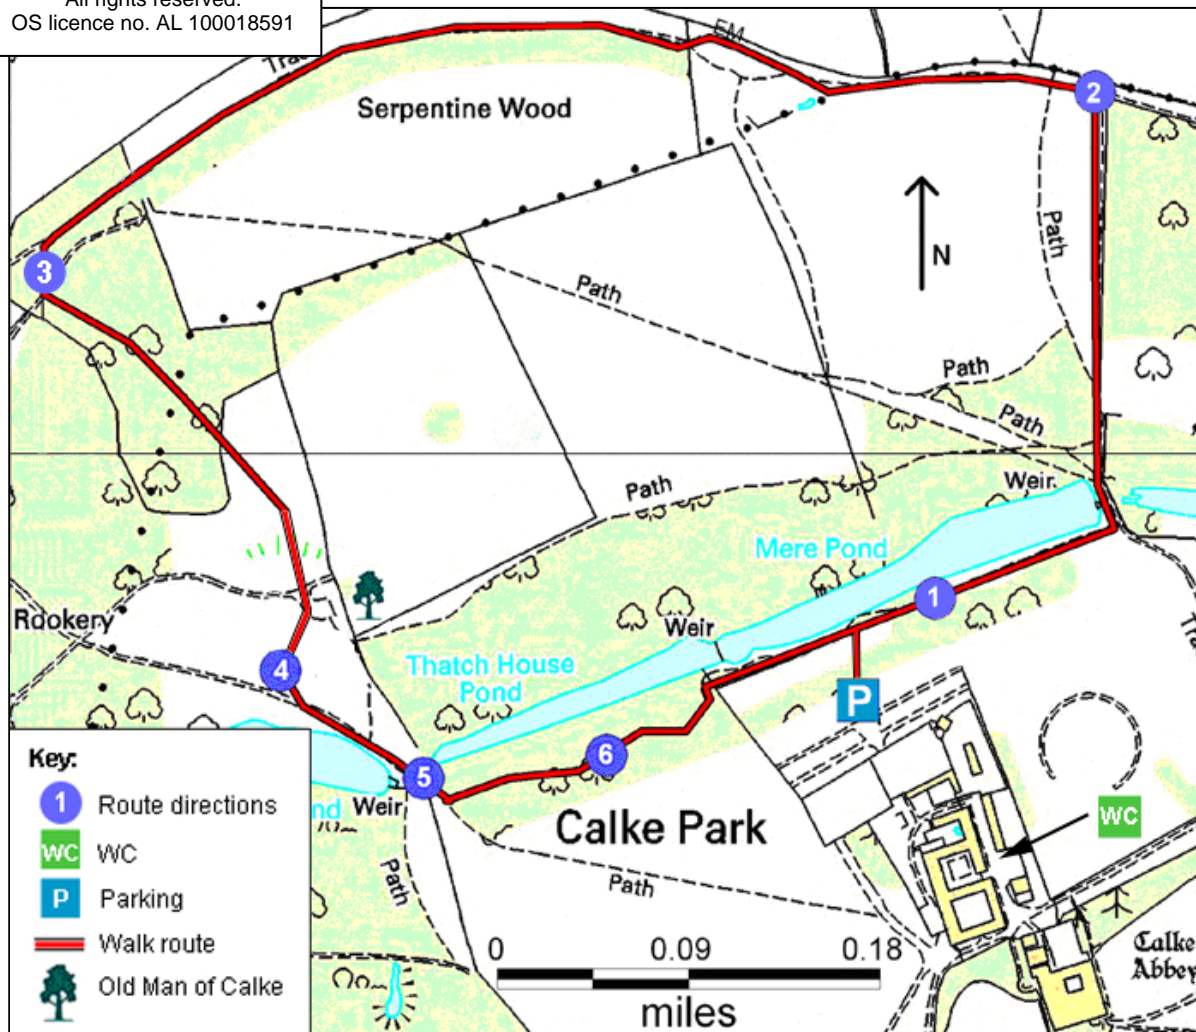 All rights reserved.
OS licence no. AL 100018591
EM
2
Serpentine Wood
N
Path
3
Path
Path
Path
Path
Weir
Mere Pond
1
Rookery
Weir
4
Thatch House
Pond
P
6
5
Weir
Calke Park
WC
Path
Path
Calke
Abbey
Key:
1 Route directions
WC WC
P Parking
Walk route
Old Man of Calke
0 0.09 0.18
miles